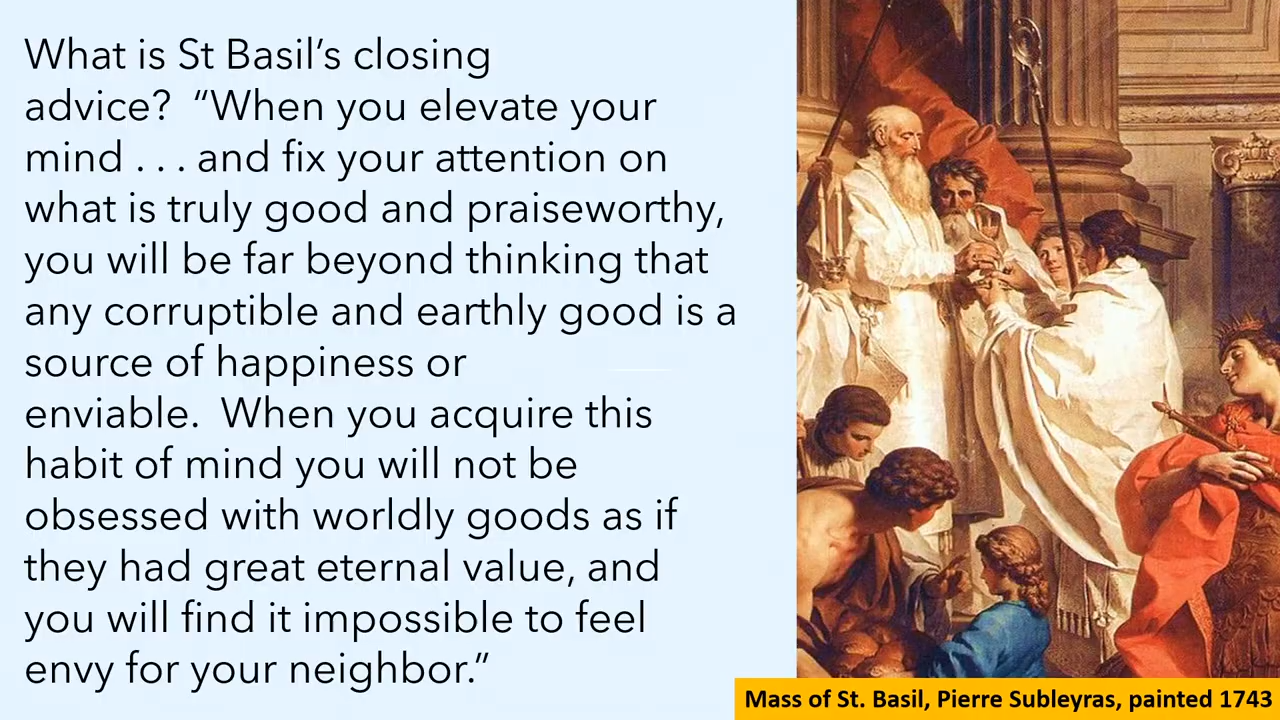 What is St Basil’s closing
advice?  “When you elevate your
mind . . . and fix your attention on
what is truly good and praiseworthy,
you will be far beyond thinking that
any corruptible and earthly good is a
source of happiness or
enviable.  When you acquire this
habit of mind you will not be
obsessed with worldly goods as if
they had great eternal value, and
you will find it impossible to feel
envy for your neighbor.”
Mass of St. Basil, Pierre Subleyras, painted 1743